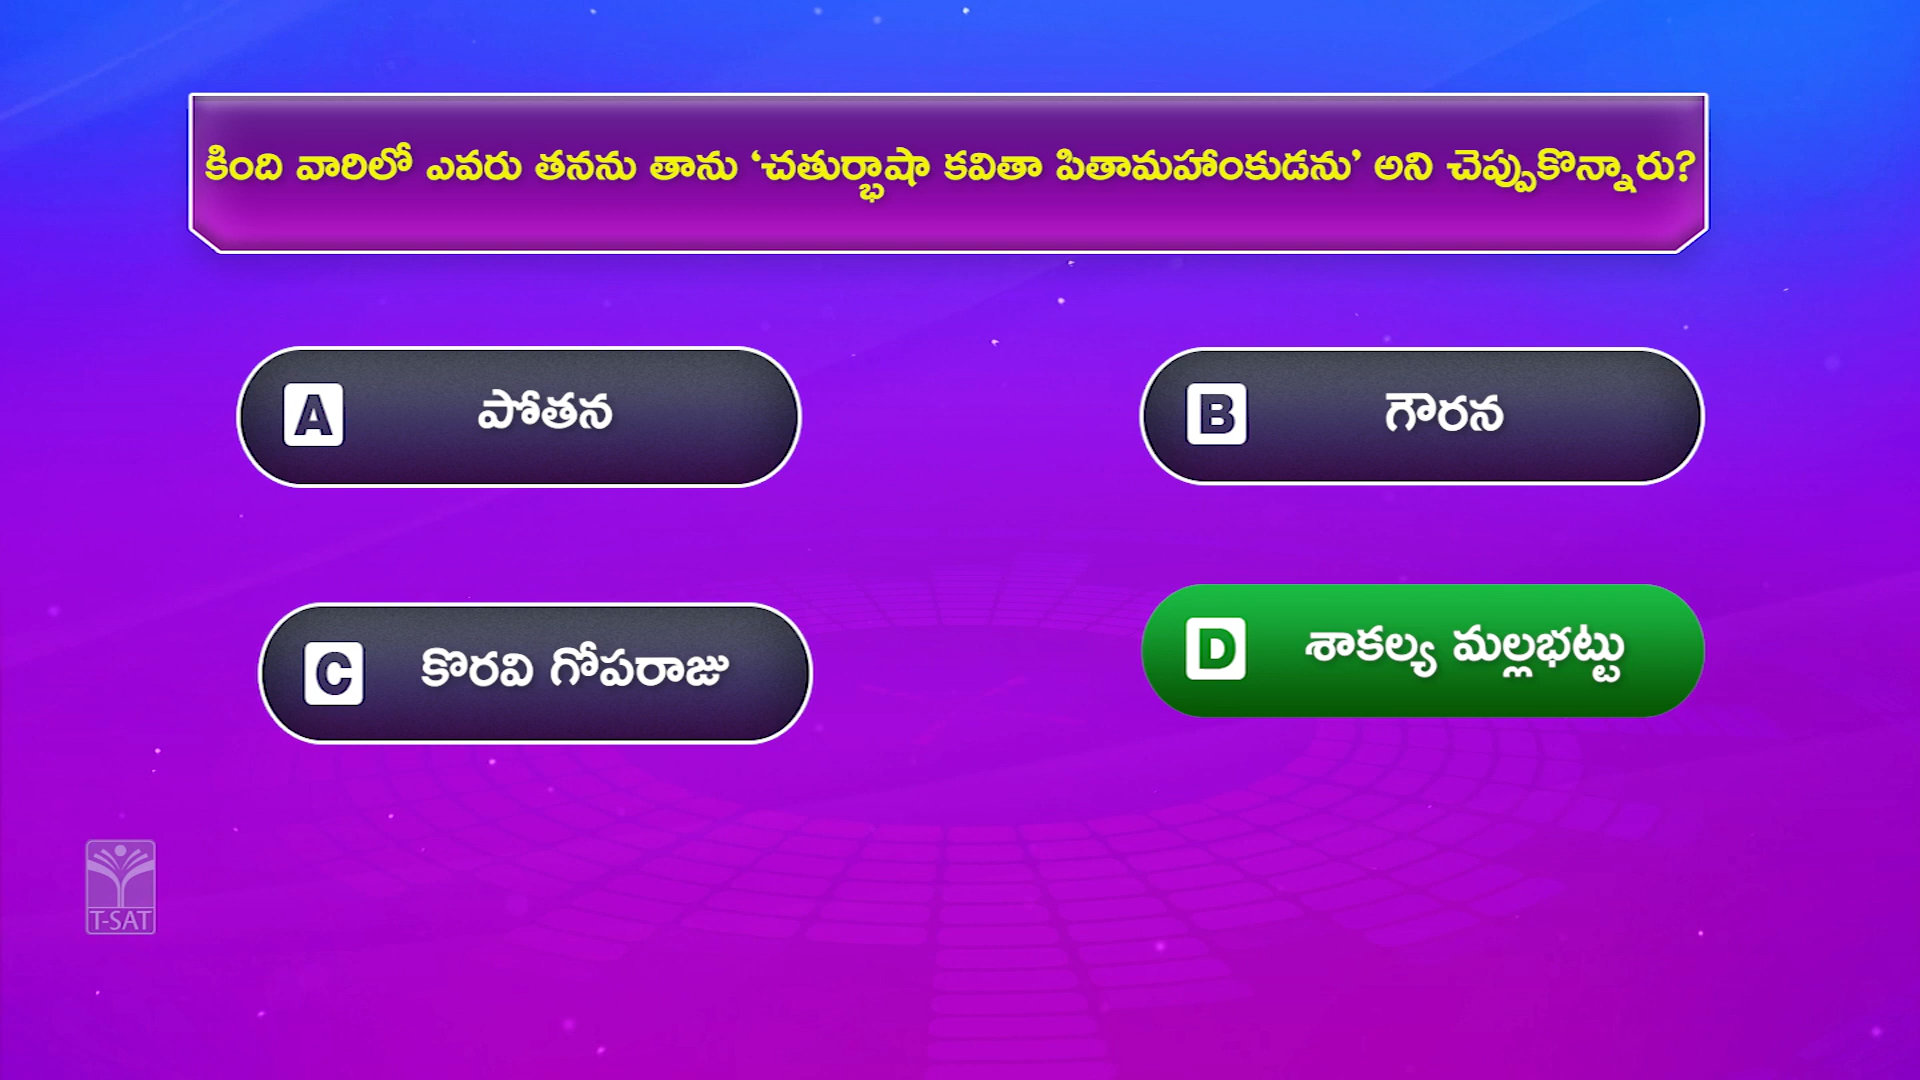 కింది వారిలో ఎవరు తనను తాను ‘చతుర్భాషా కవితా పితామహాంకుడను’ అని చెప్పుకొన్నారు?
A పోతన
B గౌరన
C కొరవి గోపరాజు
D శాకల్య మల్లభట్టు
T-SAT